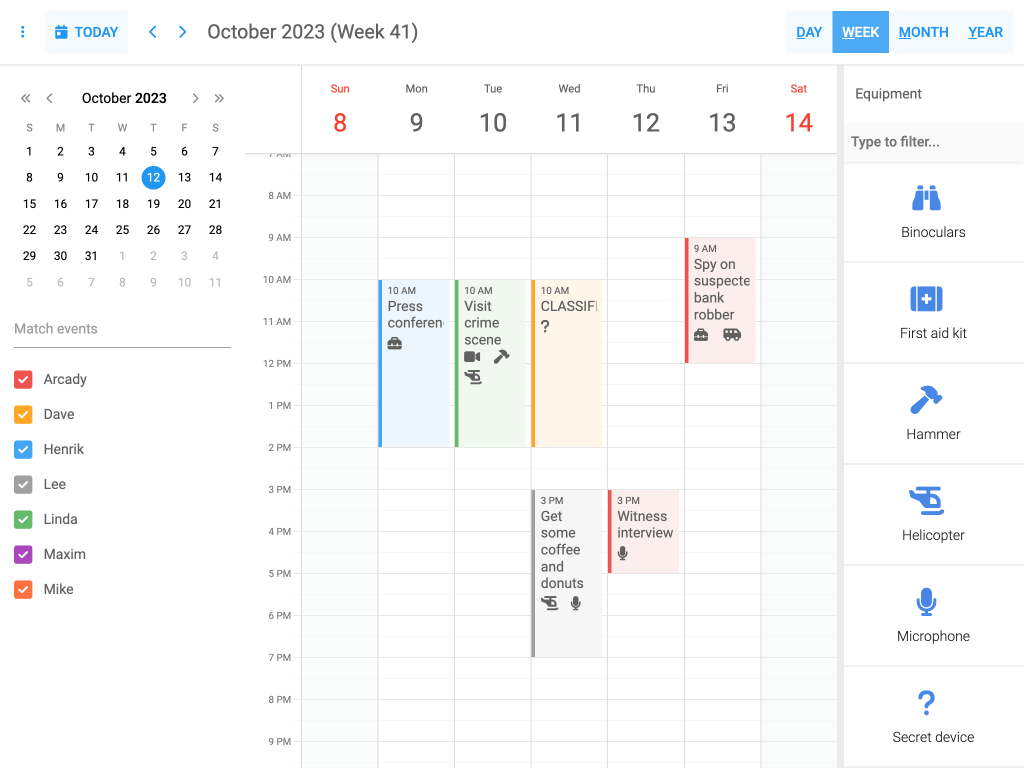 TODAY
October 2023 (Week 41)
DAY
WEEK
MONTH
YEAR
October 2023
S M T W T F S
1 2 3 4 5 6 7
8 9 10 11 12 13 14
15 16 17 18 19 20 21
22 23 24 25 26 27 28
29 30 31 1 2 3 4
5 6 7 8 9 10 11
Match events
Arcady
Dave
Henrik
Lee
Linda
Maxim
Mike
Sun Mon Tue Wed Thu Fri Sat
8 9 10 11 12 13 14
7 AM
8 AM
9 AM
10 AM
11 AM
12 PM
1 PM
2 PM
3 PM
4 PM
5 PM
6 PM
7 PM
8 PM
9 PM
10 AM
Press
conferen
10 AM
Visit
crime
scene
10 AM
CLASSIFI
?
3 PM
Get
some
coffee
and
donuts
3 PM
Witness
interview
9 AM
Spy on
suspecte
bank
robber
Equipment
Type to filter...
Binoculars
First aid kit
Hammer
Helicopter
Microphone
?
Secret device